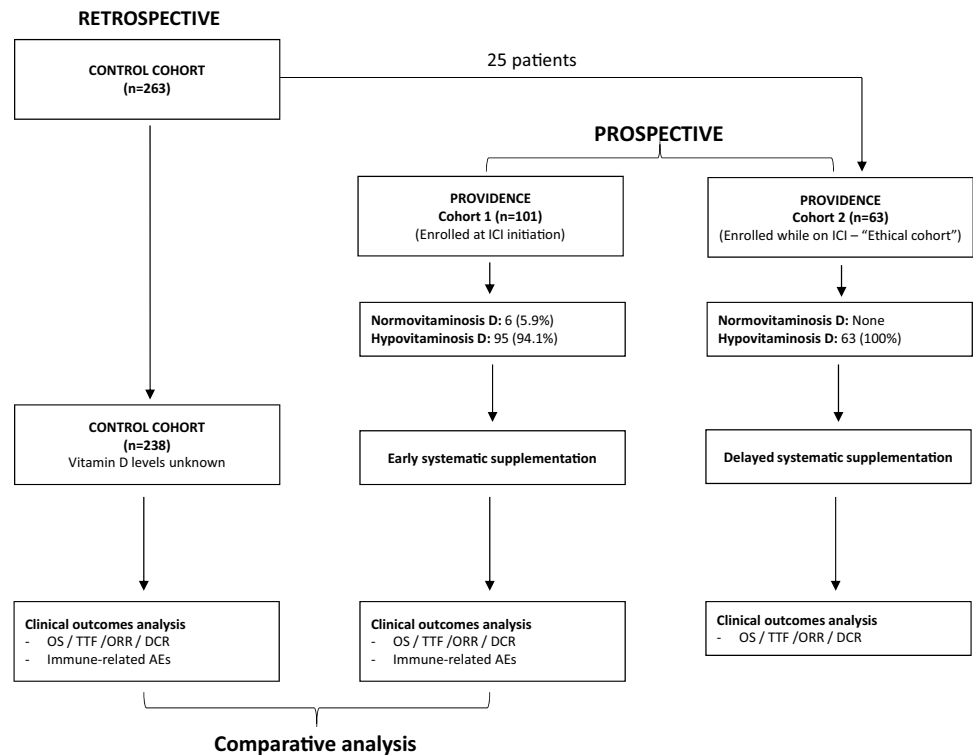 RETROSPECTIVE
CONTROL COHORT
(n=263)
25 patients
PROSPECTIVE
PROVIDENCE
Cohort 1 (n=101)
(Enrolled at ICI initiation)
PROVIDENCE
Cohort 2 (n=63)
(Enrolled while on ICI – “Ethical cohort”)
Normovitaminosis D: 6 (5.9%)
Hypovitaminosis D: 95 (94.1%)
Normovitaminosis D: None
Hypovitaminosis D: 63 (100%)
CONTROL COHORT
(n=238)
Vitamin D levels unknown
Early systematic supplementation
Delayed systematic supplementation
Clinical outcomes analysis
- OS / TTF /ORR / DCR
- Immune-related AEs
Clinical outcomes analysis
- OS / TTF /ORR / DCR
- Immune-related AEs
Clinical outcomes analysis
- OS / TTF /ORR / DCR
Comparative analysis